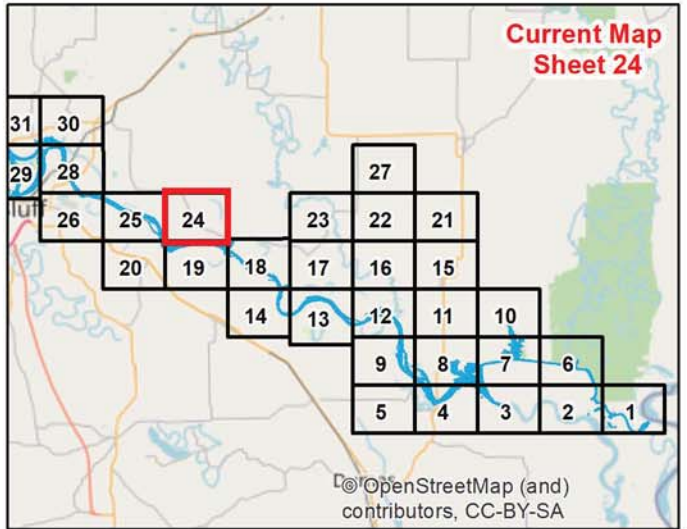 Current Map
Sheet 24
31 30
27
29 28
24
23 22 21
26 25
20 19 18 17 16 15
14 13 12 11 10
9 8 7 6
5 4 3 2 1
© OpenStreetMap (and)
contributors, CC-BY-SA